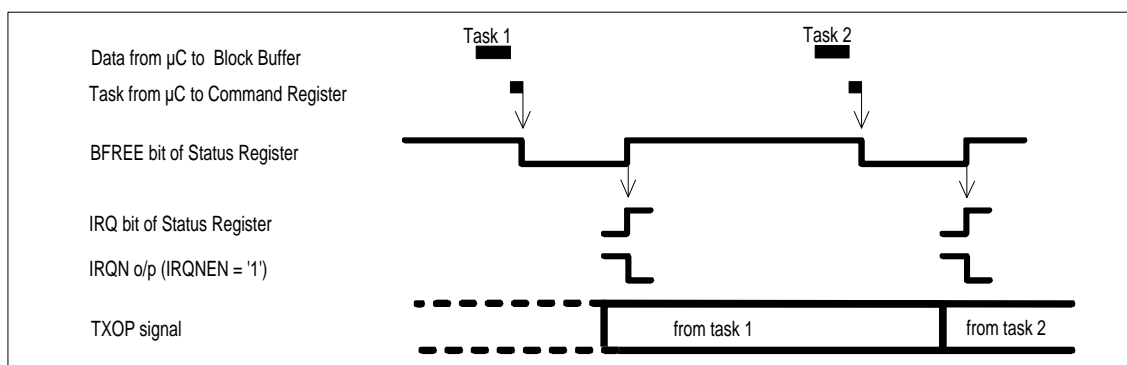 Task 1 Task 2
Data from µC to Block Buffer
Task from µC to Command Register
BFREE bit of Status Register
IRQ bit of Status Register
IRQN o/p (IRQNEN = '1')
TXOP signal from task 1 from task 2